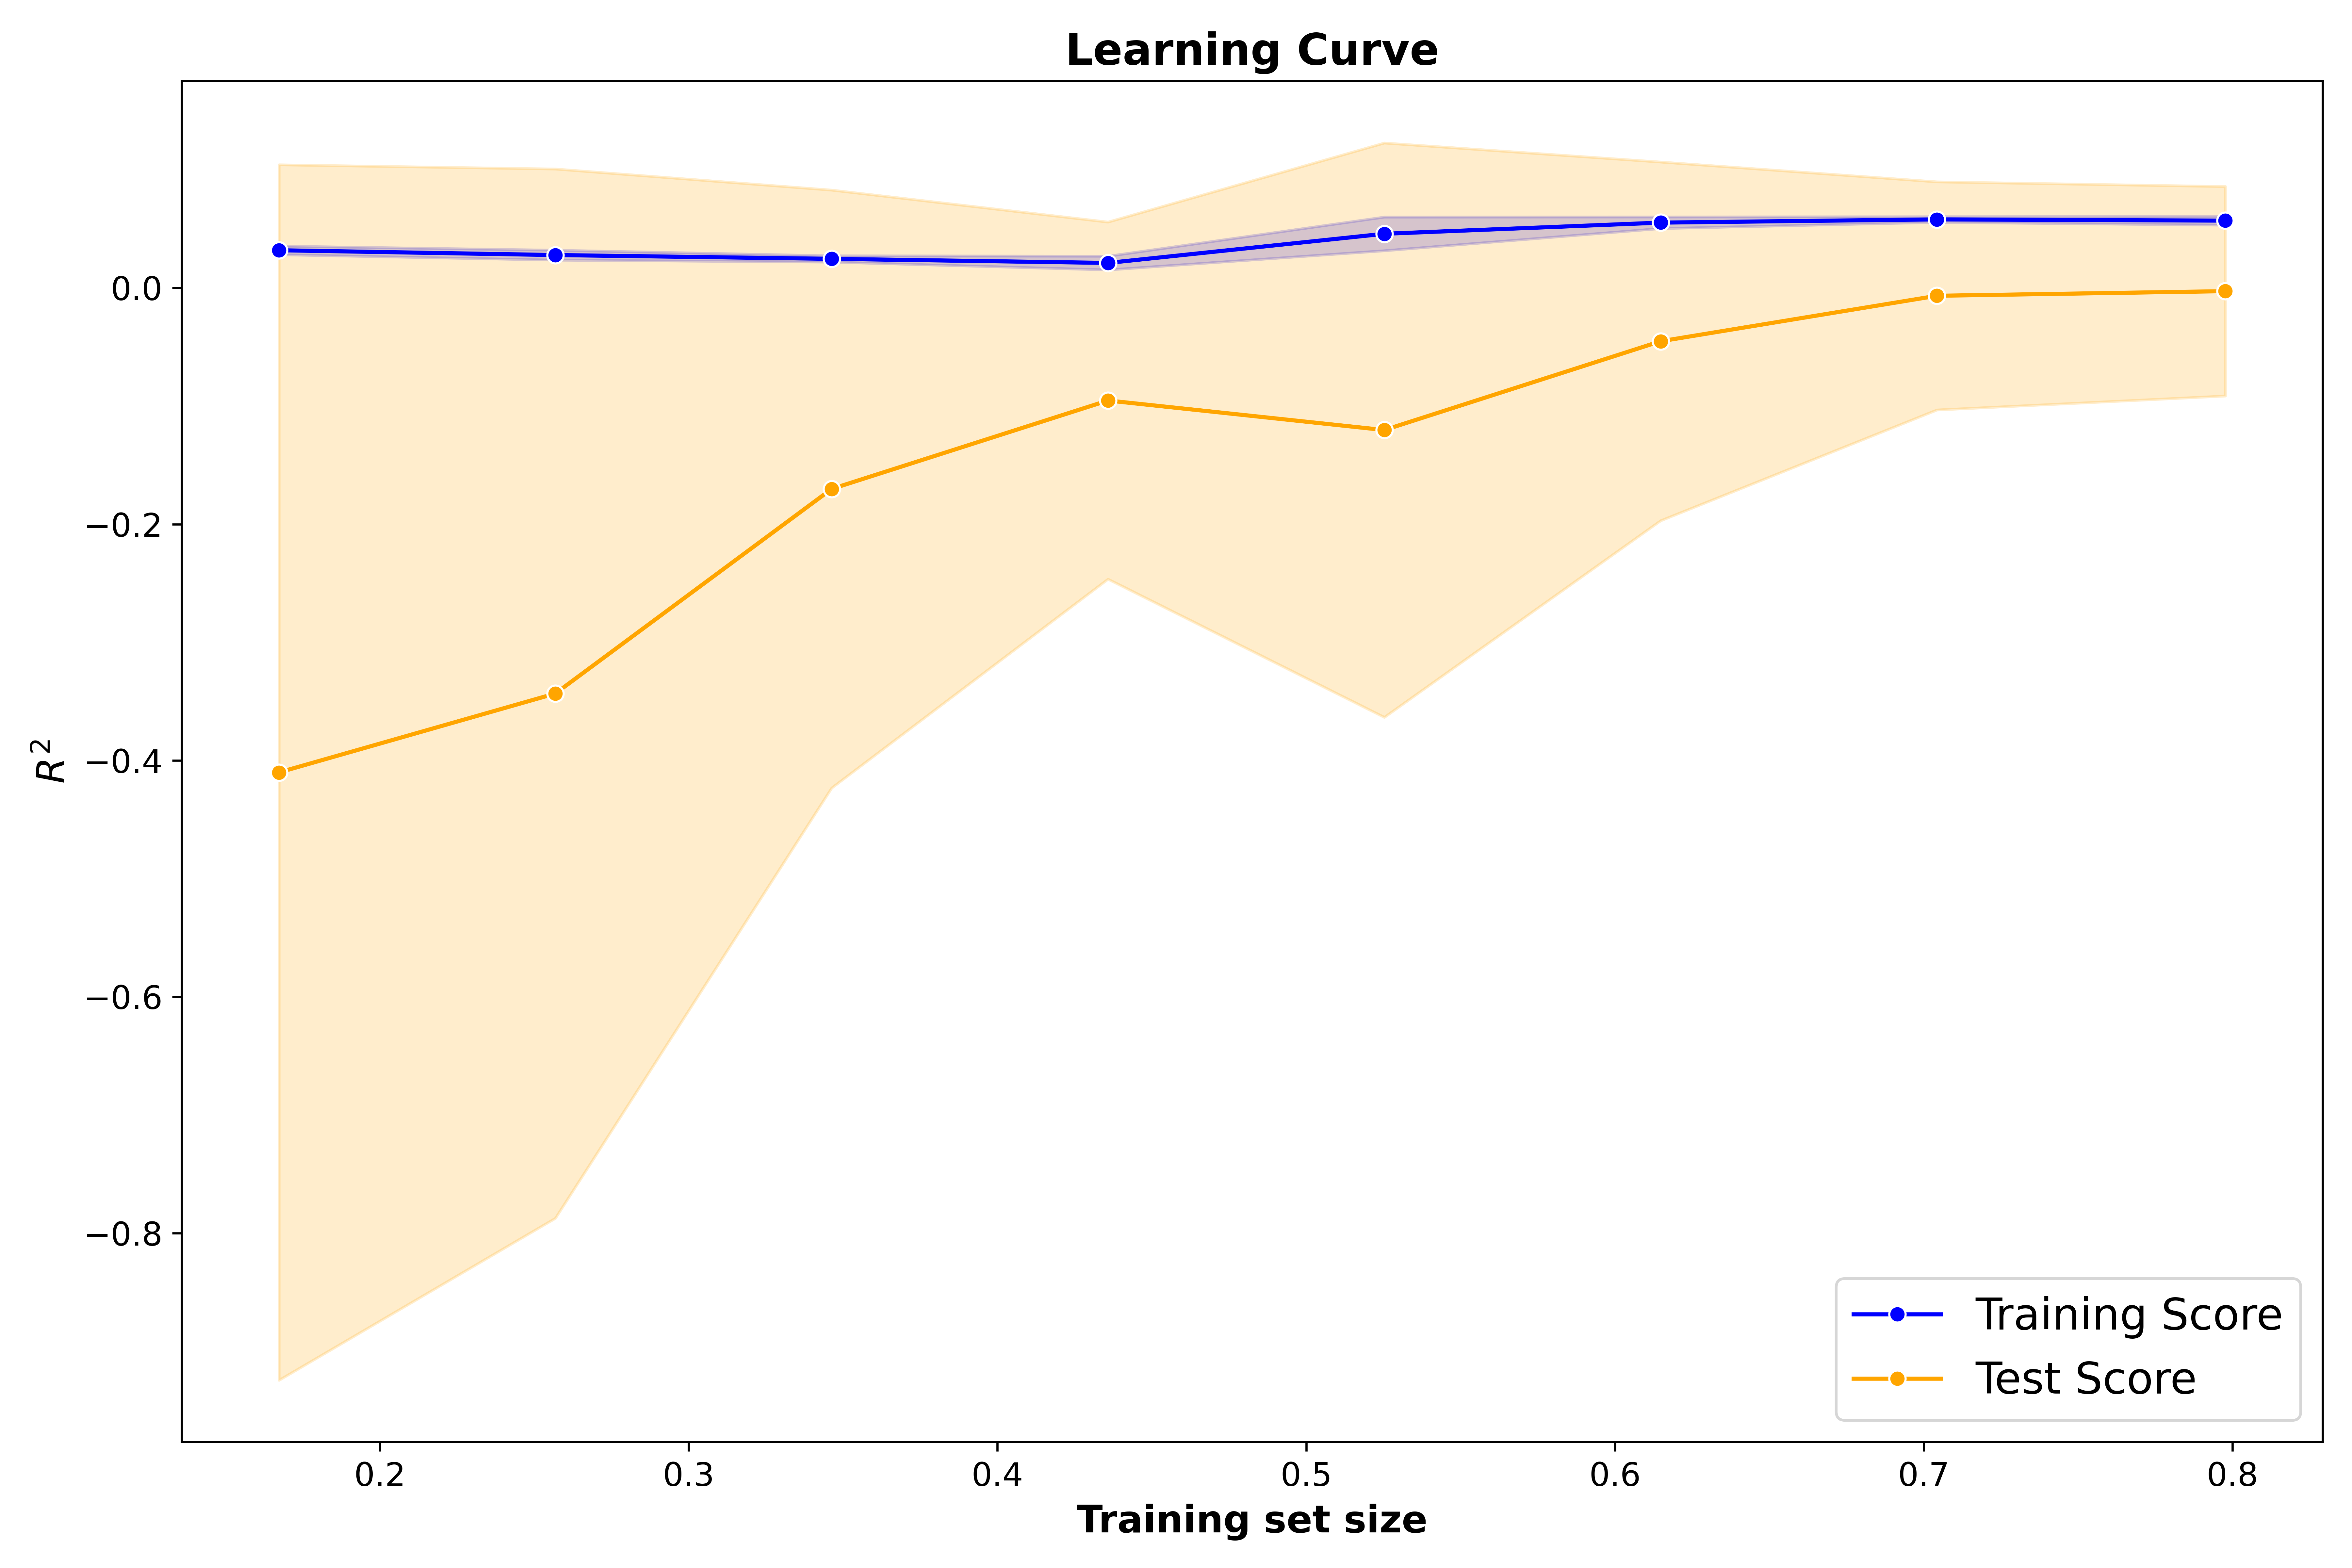 Learning Curve
R²
0.0
−0.2
−0.4
−0.6
−0.8
0.2 0.3 0.4 0.5 0.6 0.7 0.8
Training set size
Training Score
Test Score